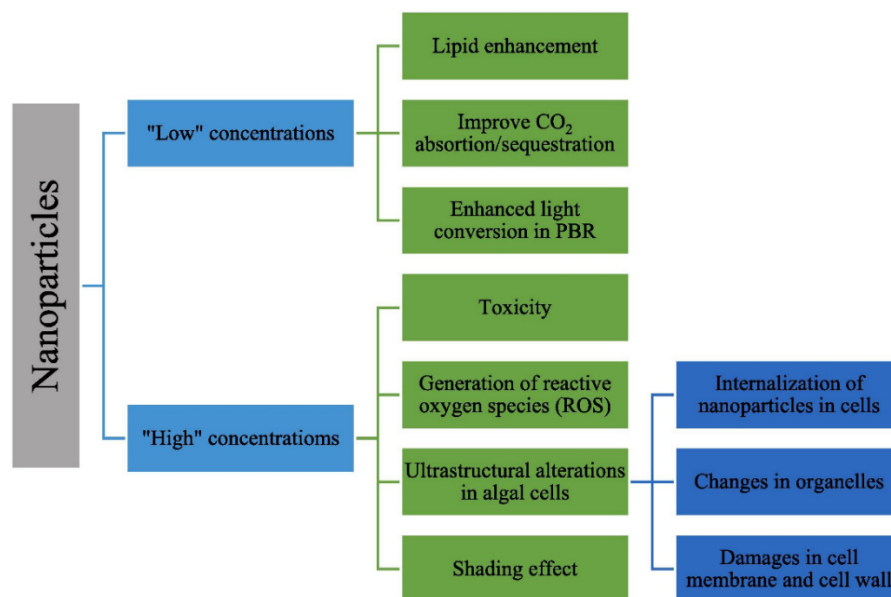 Nanoparticles
"Low" concentrations
Lipid enhancement
Improve CO₂
absortion/sequestration
Enhanced light
conversion in PBR
"High" concentratioms
Toxicity
Generation of reactive
oxygen species (ROS)
Ultrastructural alterations
in algal cells
Shading effect
Internalization of
nanoparticles in cells
Changes in organelles
Damages in cell
membrane and cell wall